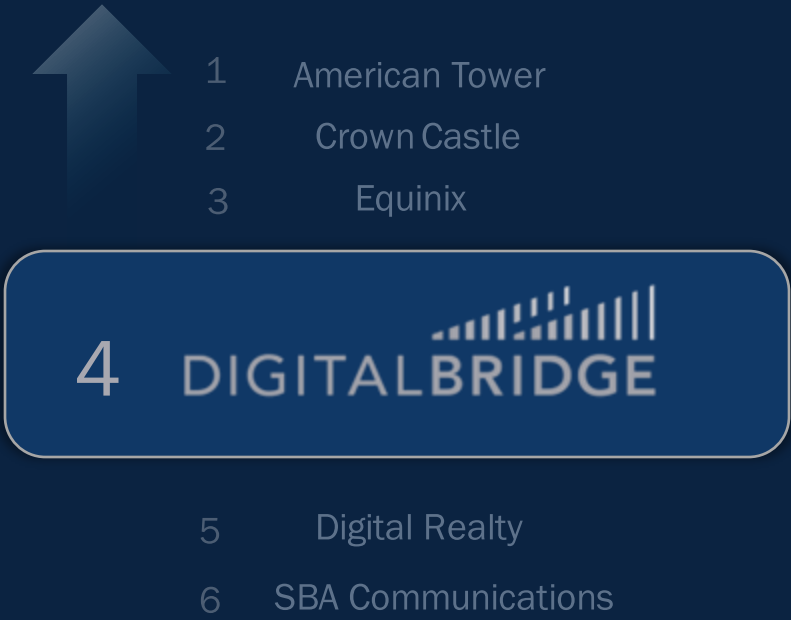 1 American Tower
2 Crown Castle
3 Equinix
4 DIGITALBRIDGE
5 Digital Realty
6 SBA Communications